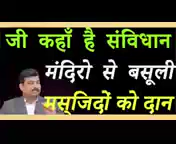 जी कहाँ है संविधान
मंदिरो से बसूली
मस्जिदों को दान